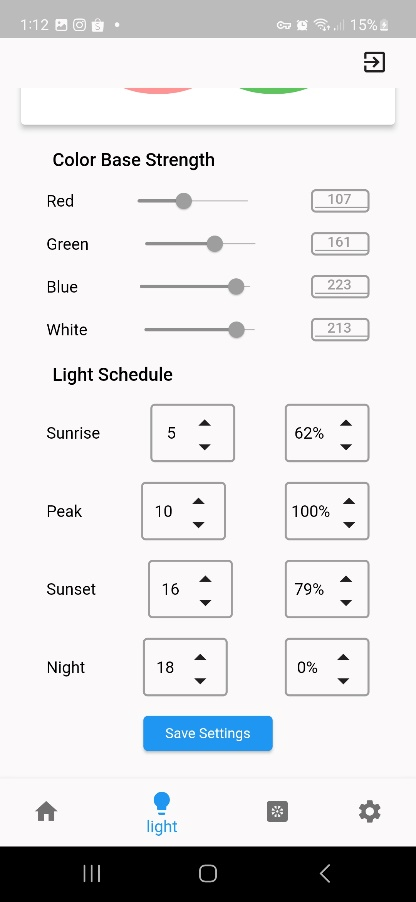 1:12 15%
Color Base Strength
Red 107
Green 161
Blue 223
White 213
Light Schedule
Sunrise 5 62%
Peak 10 100%
Sunset 16 79%
Night 18 0%
Save Settings
light